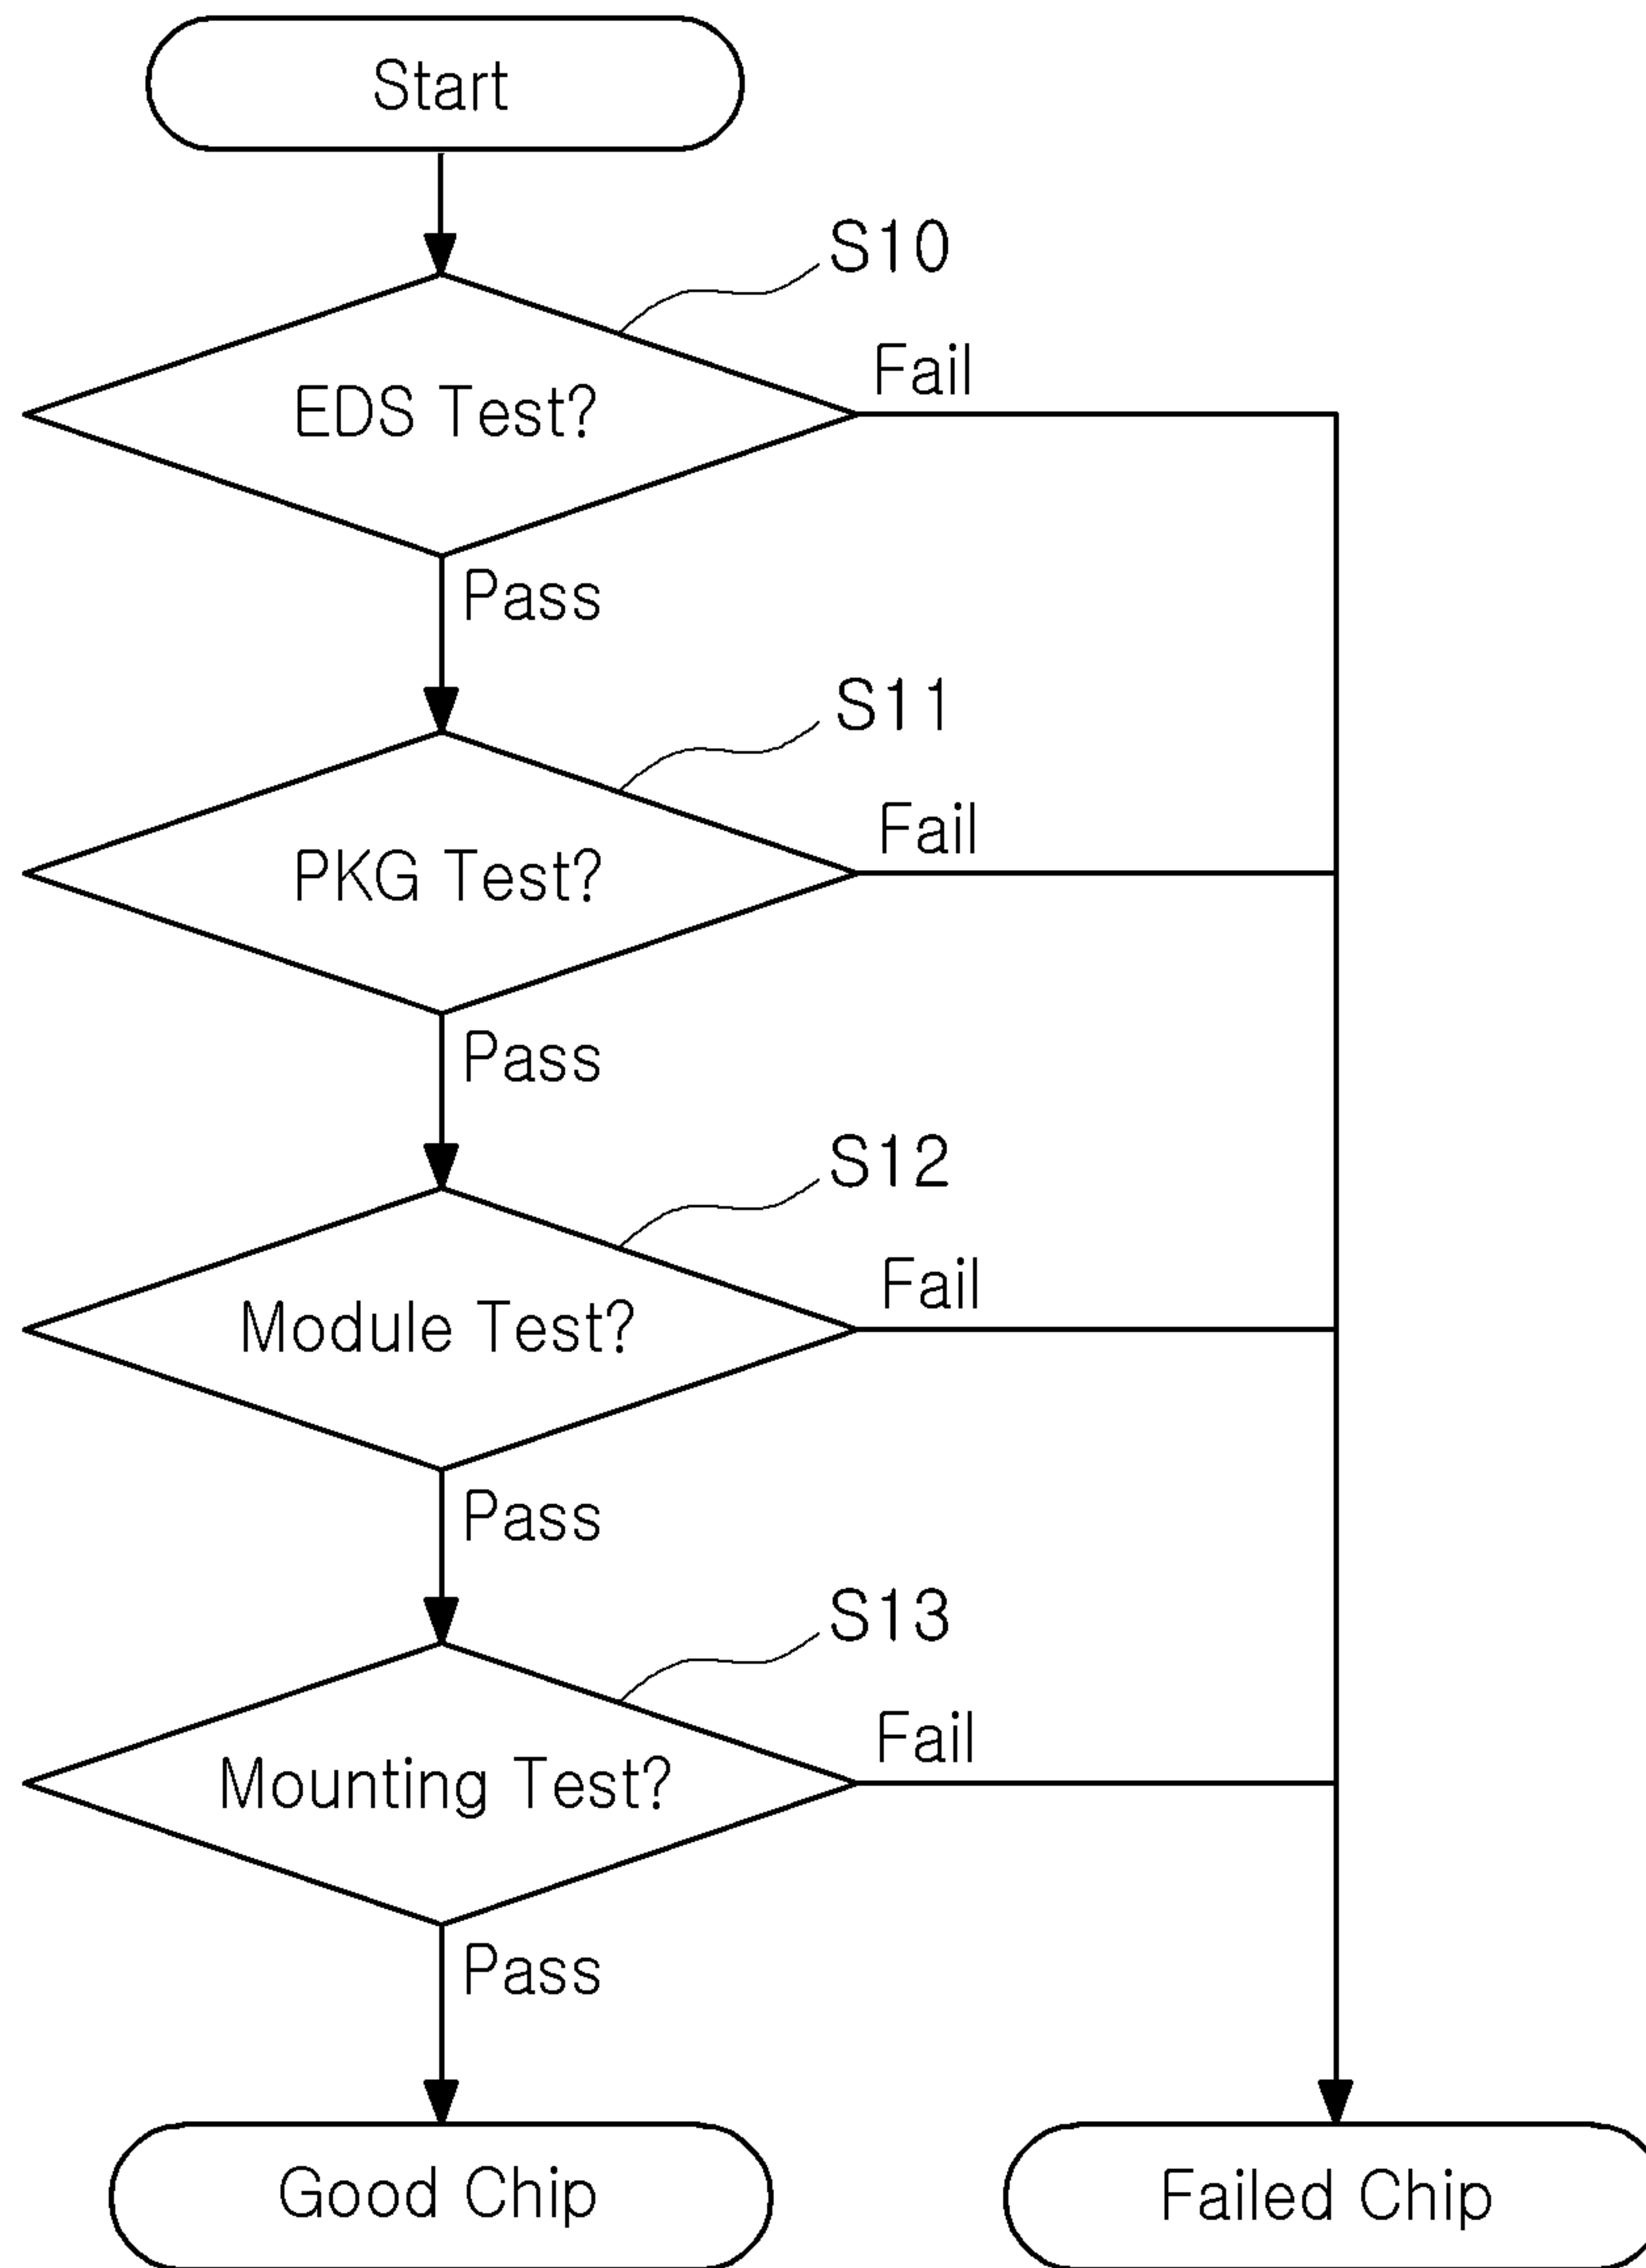 Start
S10
EDS Test?
Fail
Pass
S11
PKG Test?
Fail
Pass
S12
Module Test?
Fail
Pass
S13
Mounting Test?
Fail
Pass
Good Chip
Failed Chip